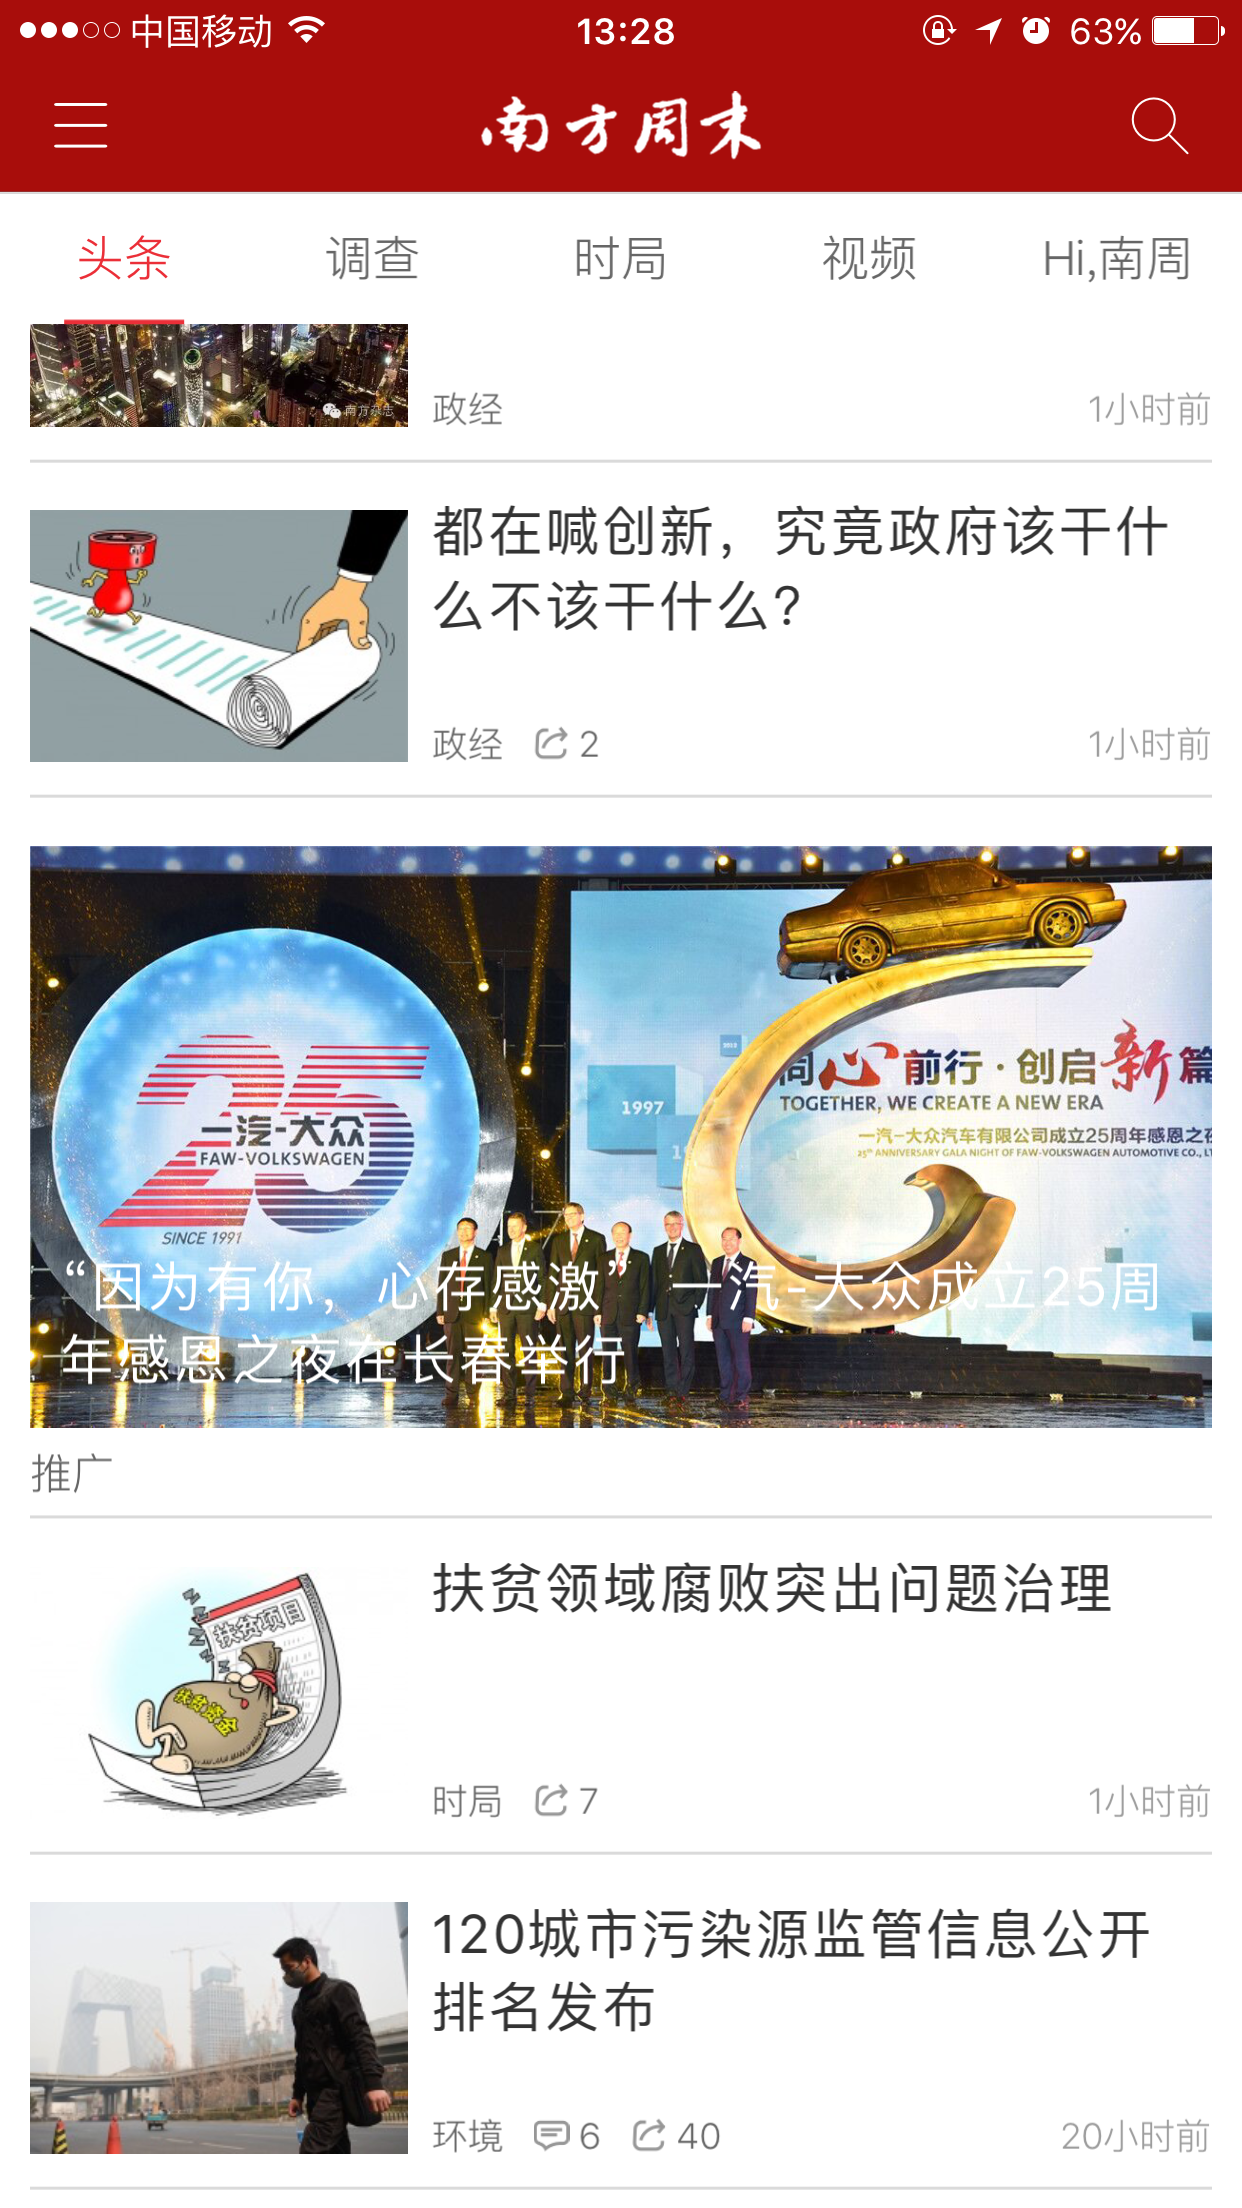 中国移动
13:28
63%
南方周末
头条
调查
时局
视频
Hi,南周
南方杂志
政经
1小时前
都在喊创新，究竟政府该干什
么不该干什么？
政经
2
1小时前
2012
同心前行·创启新篇
TOGETHER, WE CREATE A NEW ERA
1997
一汽-大众汽车有限公司成立25周年感恩之夜
25th ANNIVERSARY GALA NIGHT OF FAW-VOLKSWAGEN AUTOMOTIVE CO., LT
25
一汽-大众
FAW-VOLKSWAGEN
SINCE 1991
“因为有你，心存感激” 一汽-大众成立25周
年感恩之夜在长春举行
推广
扶贫项目
扶贫资金
扶贫领域腐败突出问题治理
时局
7
1小时前
120城市污染源监管信息公开
排名发布
环境
6
40
20小时前